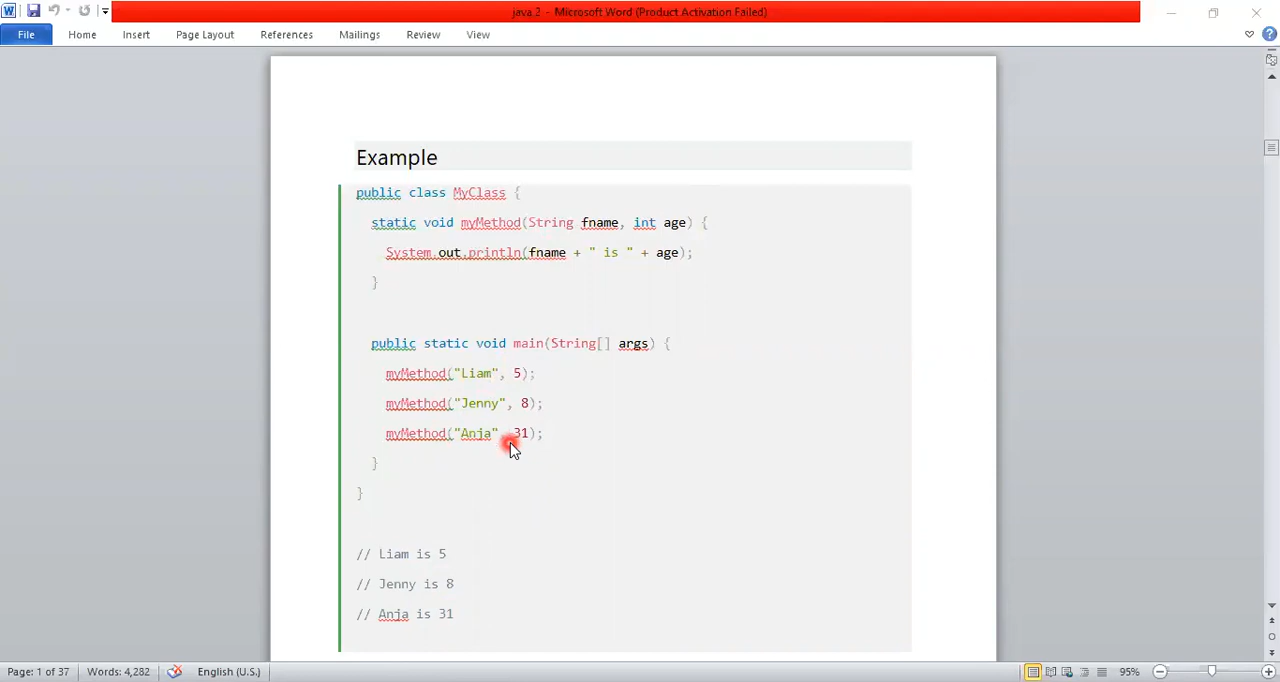 java 2 - Microsoft Word (Product Activation Failed)
File Home Insert Page Layout References Mailings Review View
Example
public class MyClass {
static void myMethod(String fname, int age) {
System.out.println(fname + " is " + age);
}
public static void main(String[] args) {
myMethod("Liam", 5);
myMethod("Jenny", 8);
myMethod("Anja" 31);
}
}
// Liam is 5
// Jenny is 8
// Anja is 31
Page: 1 of 37 Words: 4,282 English (U.S.) 95%